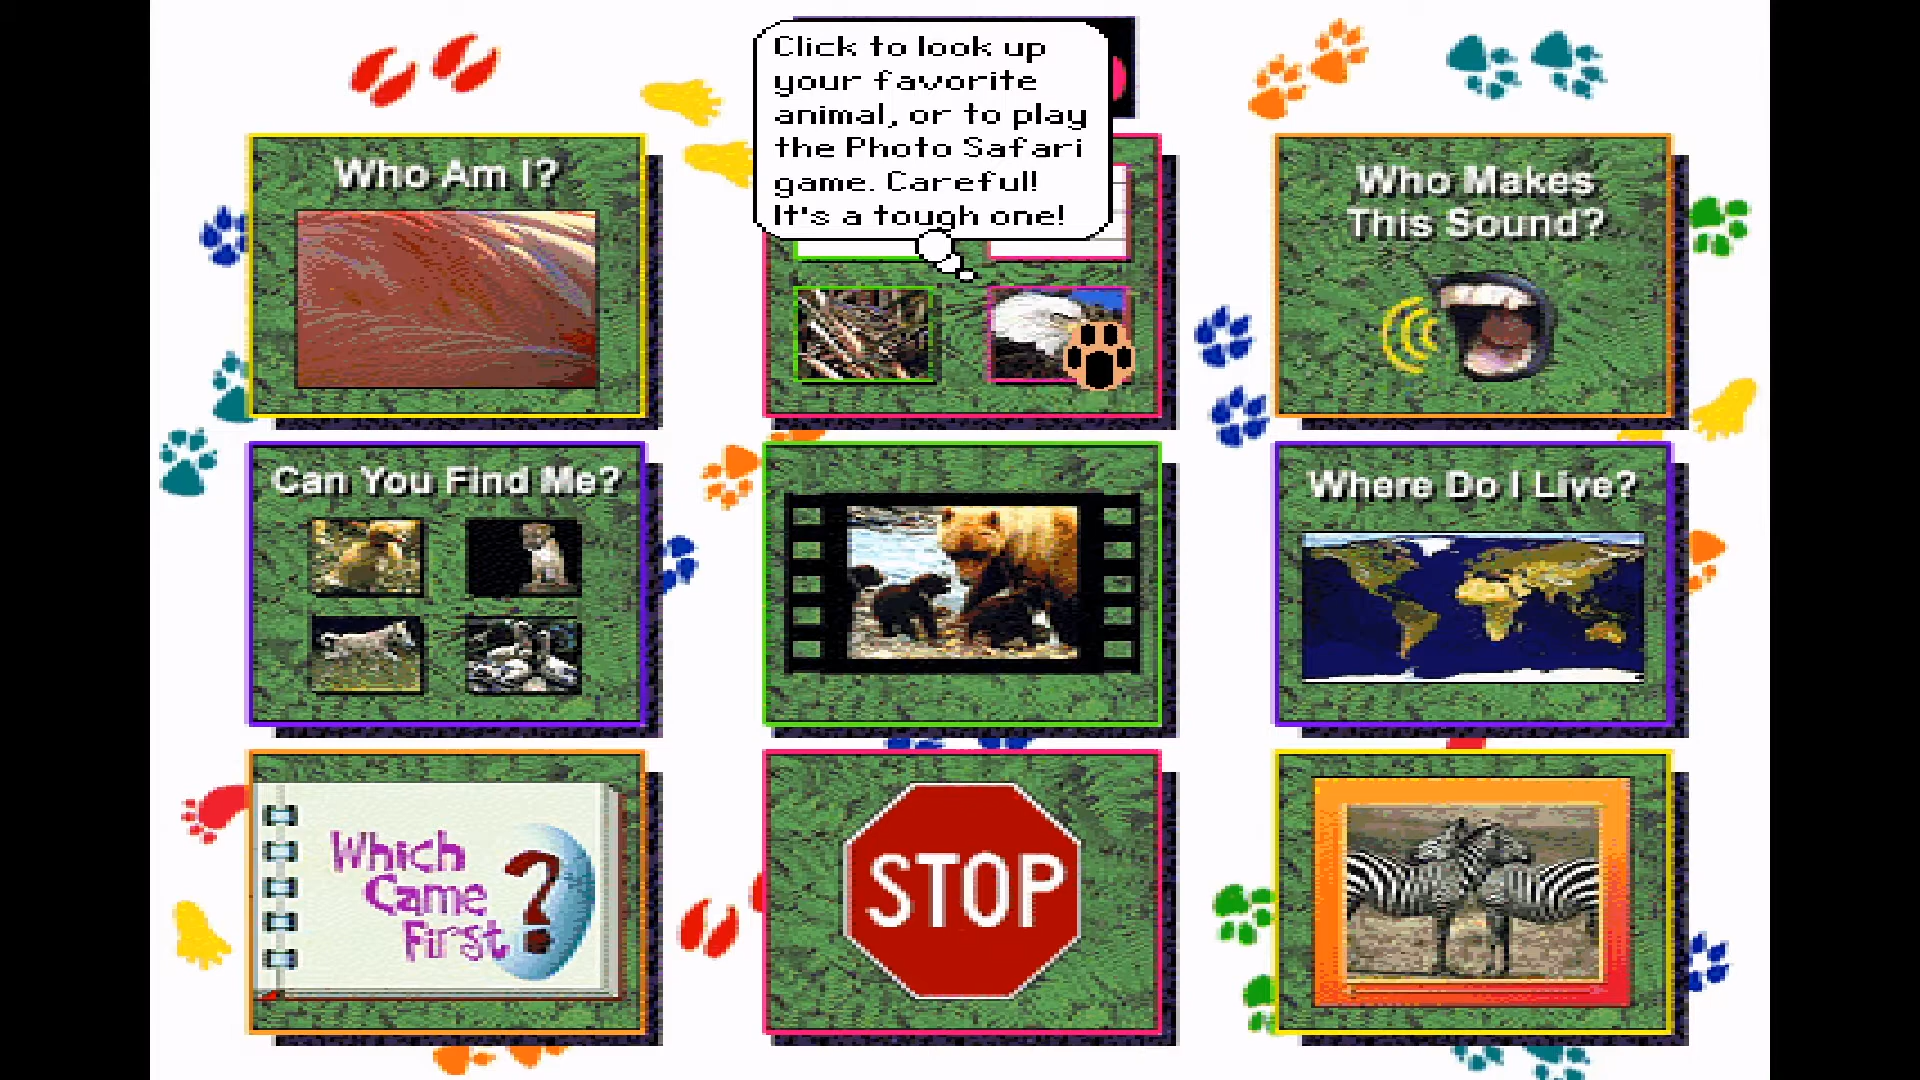 Click to look up
your favorite
animal, or to play
the Photo Safari
game. Careful!
It's a tough one!
Who Am I?
Who Makes
This Sound?
Can You Find Me?
Where Do I Live?
Which
Came
First
?
STOP